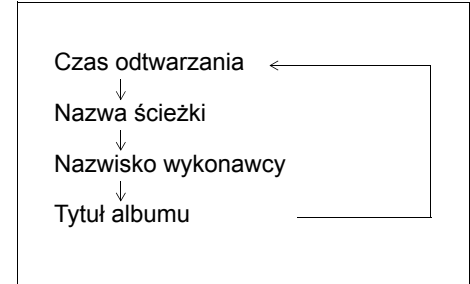 Czas odtwarzania
Nazwa ścieżki
Nazwisko wykonawcy
Tytuł albumu